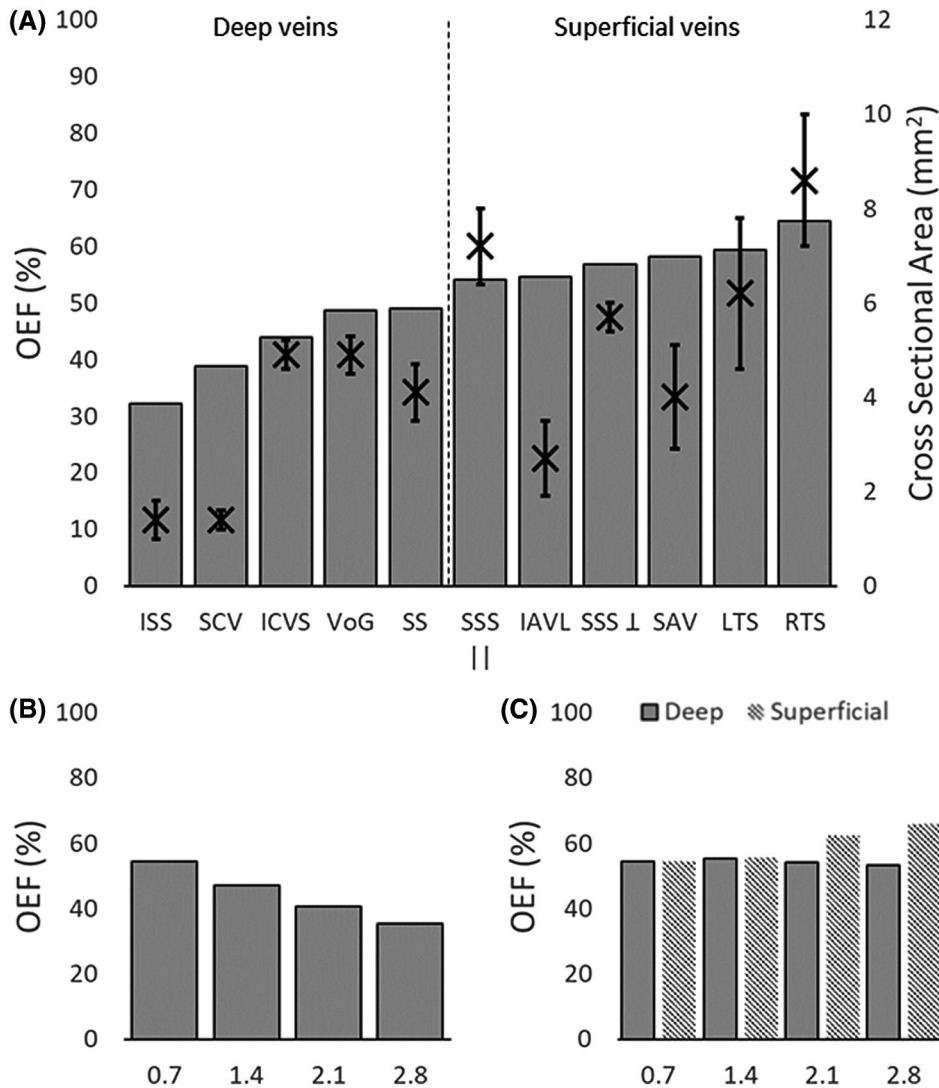 (A)
Deep veins Superficial veins
100
90
80
70
60
50
40
30
20
10
0
OEF (%)
12
10
8
6
4
2
0
Cross Sectional Area (mm²)
ISS SCV ICVS VoG SS SSS IAVL SSS ⊥ SAV LTS RTS
||
(B)
100
80
60
40
20
0
OEF (%)
0.7 1.4 2.1 2.8
(C)
Deep Superficial
100
80
60
40
20
0
OEF (%)
0.7 1.4 2.1 2.8